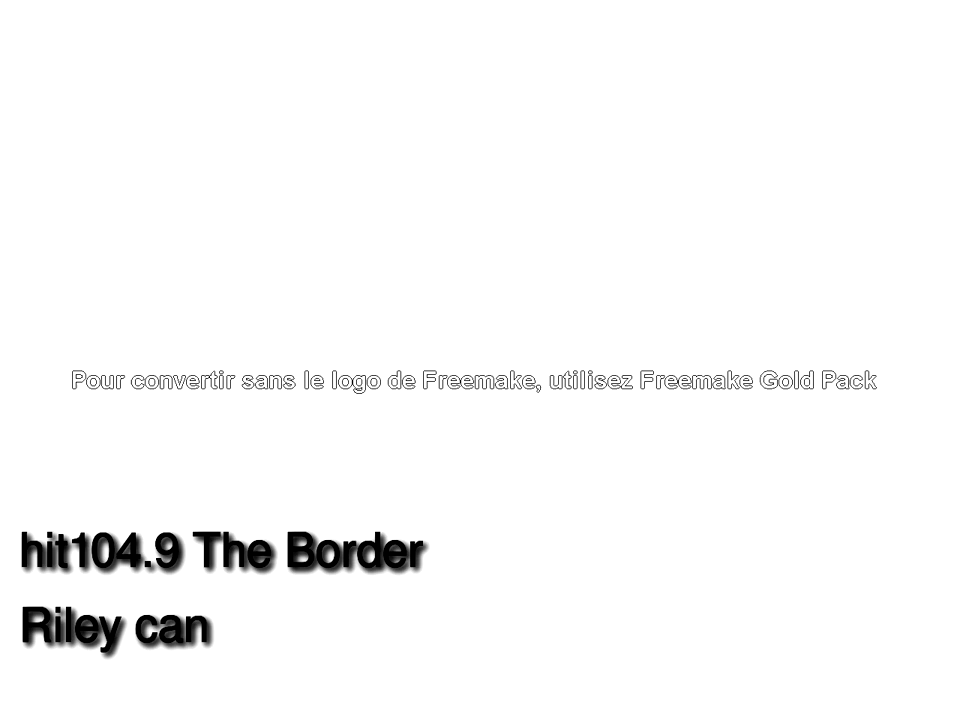 Pour convertir sans le logo de Freemake, utilisez Freemake Gold Pack
hit104.9 The Border
Riley can